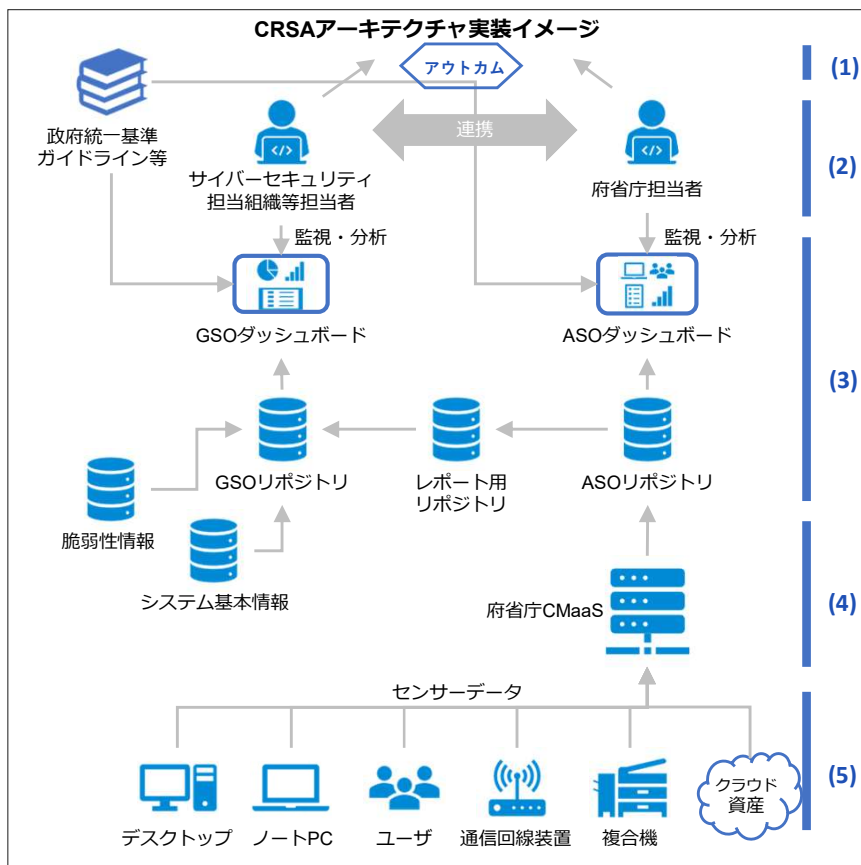 CRSAアーキテクチャ実装イメージ
アウトカム
(1)
政府統一基準
ガイドライン等
連携
サイバーセキュリティ
担当組織等担当者
府省庁担当者
(2)
監視・分析
監視・分析
GSOダッシュボード
ASOダッシュボード
(3)
GSOリポジトリ
レポート用
リポジトリ
ASOリポジトリ
脆弱性情報
システム基本情報
府省庁CMaaS
(4)
センサーデータ
クラウド
資産
(5)
デスクトップ
ノートPC
ユーザ
通信回線装置
複合機